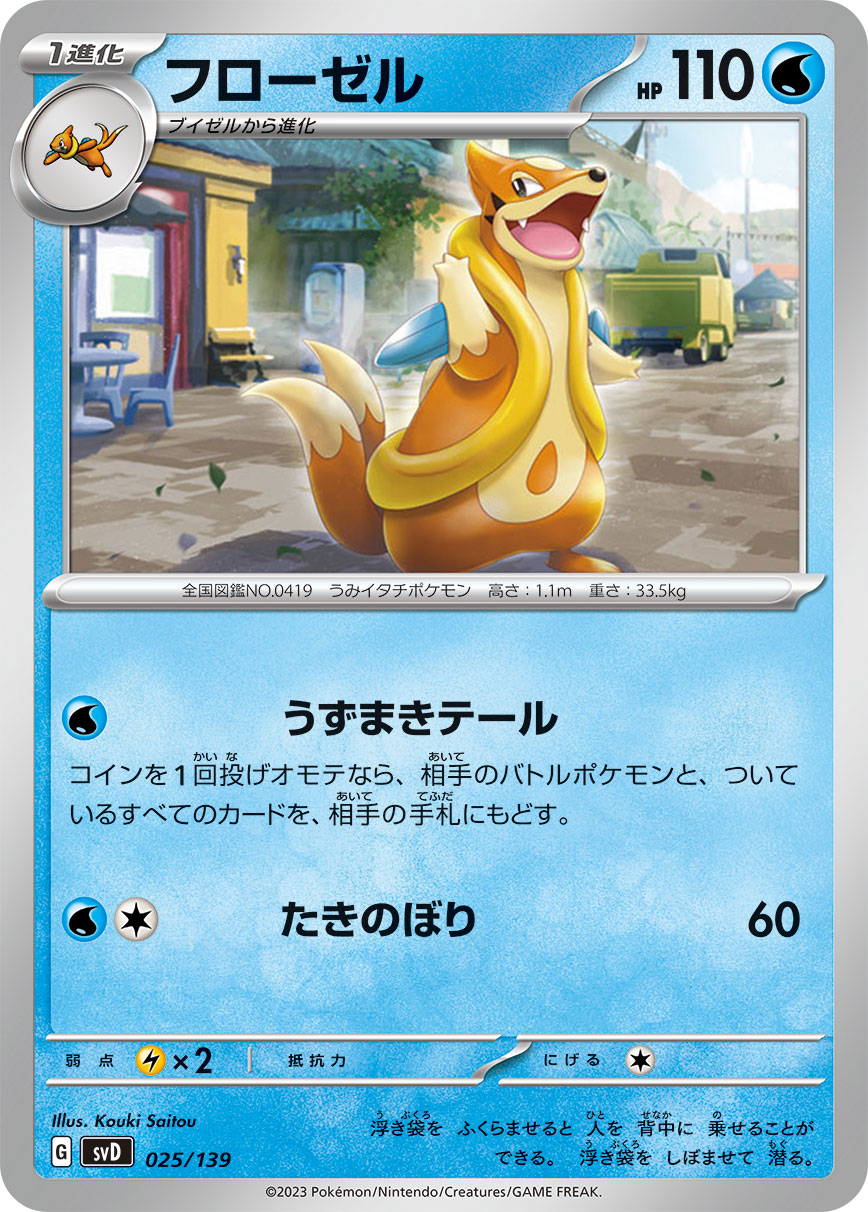 1進化
フローゼル
HP 110
ブイゼルから進化
全国図鑑NO.0419 うみイタチポケモン 高さ:1.1m 重さ:33.5kg
うずまきテール
コインを1回投げオモテなら、相手のバトルポケモンと、ついて
いるすべてのカードを、相手の手札にもどす。
たきのぼり 60
弱点 ×2 抵抗力 にげる
Illus. Kouki Saitou
浮き袋を ふくらませると 人を 背中に 乗せることが
できる。 浮き袋を しぼませて 潜る。
G svD 025/139
©2023 Pokémon/Nintendo/Creatures/GAME FREAK.